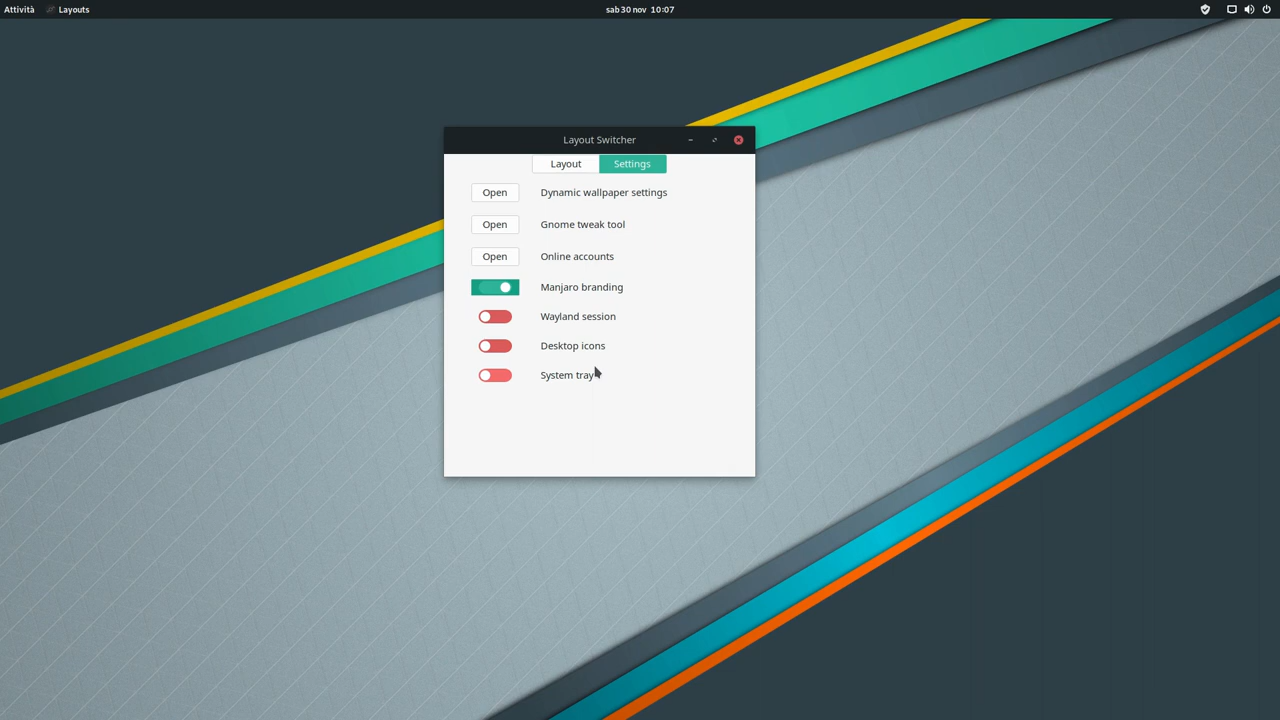 Attività Layouts sab 30 nov 10:07
Layout Switcher
Layout Settings
Open Dynamic wallpaper settings
Open Gnome tweak tool
Open Online accounts
Manjaro branding
Wayland session
Desktop icons
System tray